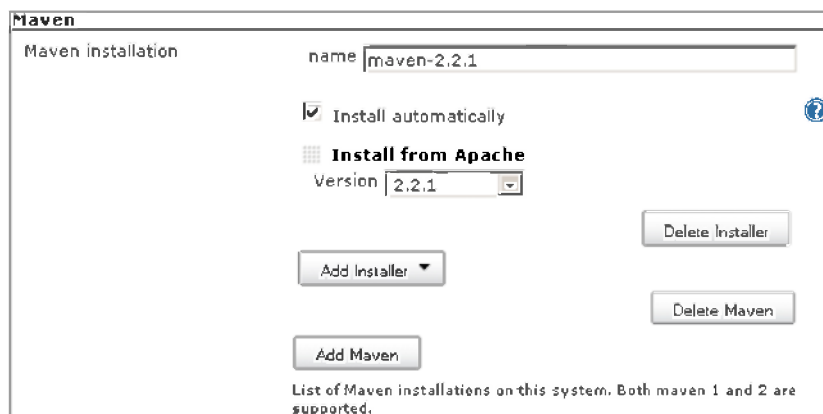 Maven
Maven installation
name maven-2.2.1
Install automatically
Install from Apache
Version 2.2.1
Delete Installer
Add Installer
Delete Maven
Add Maven
List of Maven installations on this system. Both maven 1 and 2 are
supported.